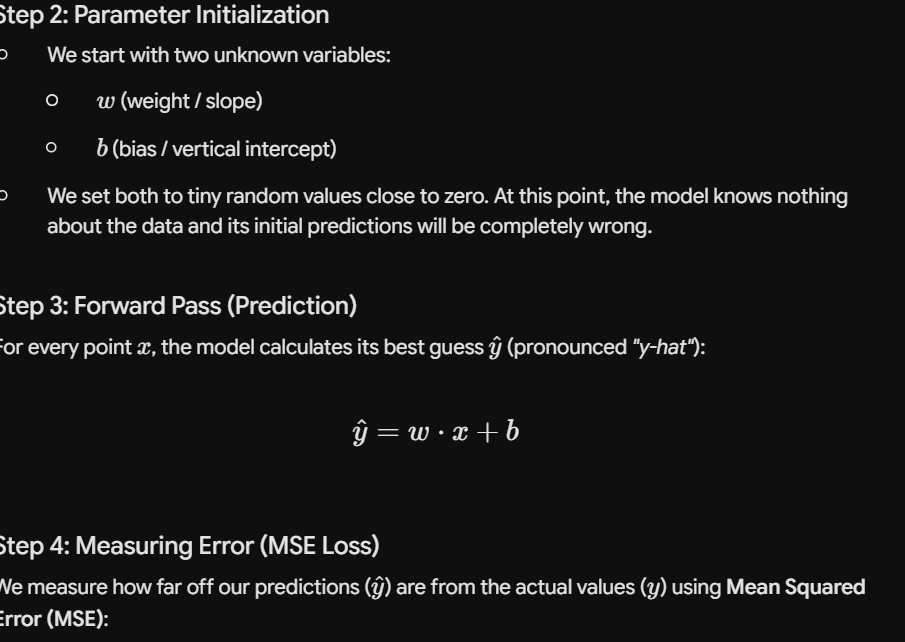 Step 2: Parameter Initialization
We start with two unknown variables:
w (weight / slope)
b (bias / vertical intercept)
We set both to tiny random values close to zero. At this point, the model knows nothing
about the data and its initial predictions will be completely wrong.
Step 3: Forward Pass (Prediction)
For every point x, the model calculates its best guess ŷ (pronounced "y-hat"):
ŷ = w · x + b
Step 4: Measuring Error (MSE Loss)
We measure how far off our predictions (ŷ) are from the actual values (y) using Mean Squared
Error (MSE):